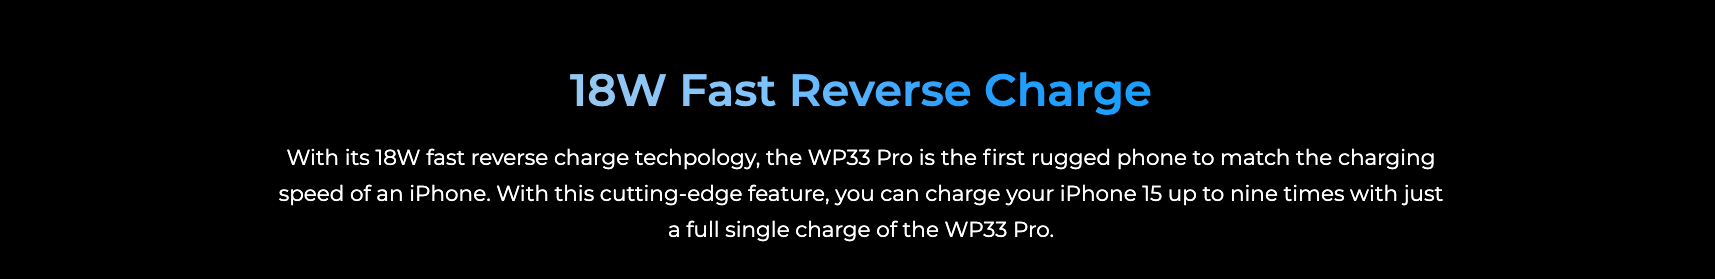 18W Fast Reverse Charge
With its 18W fast reverse charge techpology, the WP33 Pro is the first rugged phone to match the charging
speed of an iPhone. With this cutting-edge feature, you can charge your iPhone 15 up to nine times with just
a full single charge of the WP33 Pro.